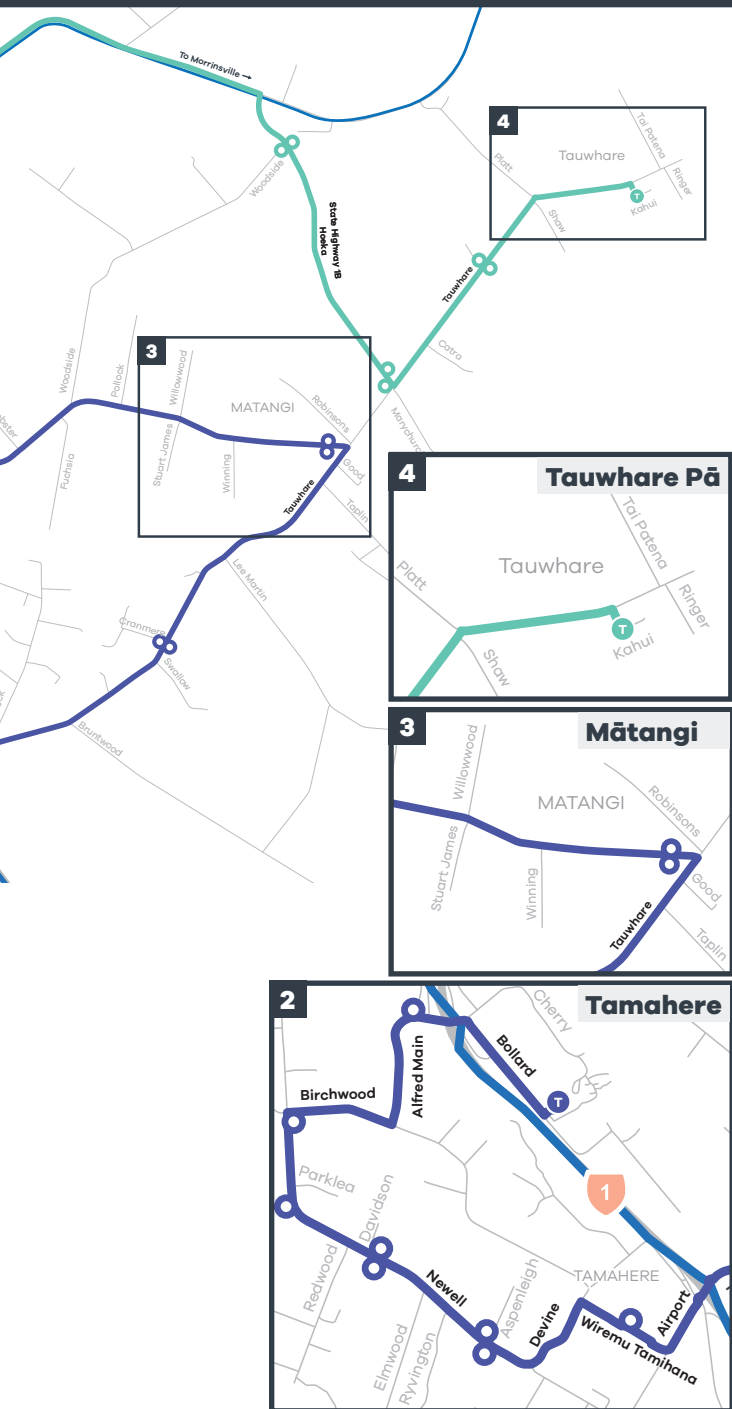 To Morrinsville →
4
Tai Patena
Platt
Tauwhare
Ringer
T
Kahui
Shaw
Woodside
State Highway 1B
Hoeka
Tauwhare
Catra
3
Woodside
Pollock
Willowwood
MATANGI
Robinsons
Stuart James
Winning
Good
Tauwhare
Taplin
Fuchsia
Lee Martin
Cranmere
Swallow
Bruntwood
4
Tauwhare Pā
Tai Patena
Tauwhare
Platt
Ringer
T
Kahui
Shaw
3
Mātangi
Willowwood
MATANGI
Robinsons
Stuart James
Winning
Good
Tauwhare
Taplin
2
Tamahere
Cherry
Alfred Main
Bollard
Birchwood
T
Parklea
1
Davidson
Redwood
Newell
Aspenleigh
TAMAHERE
Devine
Airport
Wiremu Tamihana
Elmwood
Ryvington